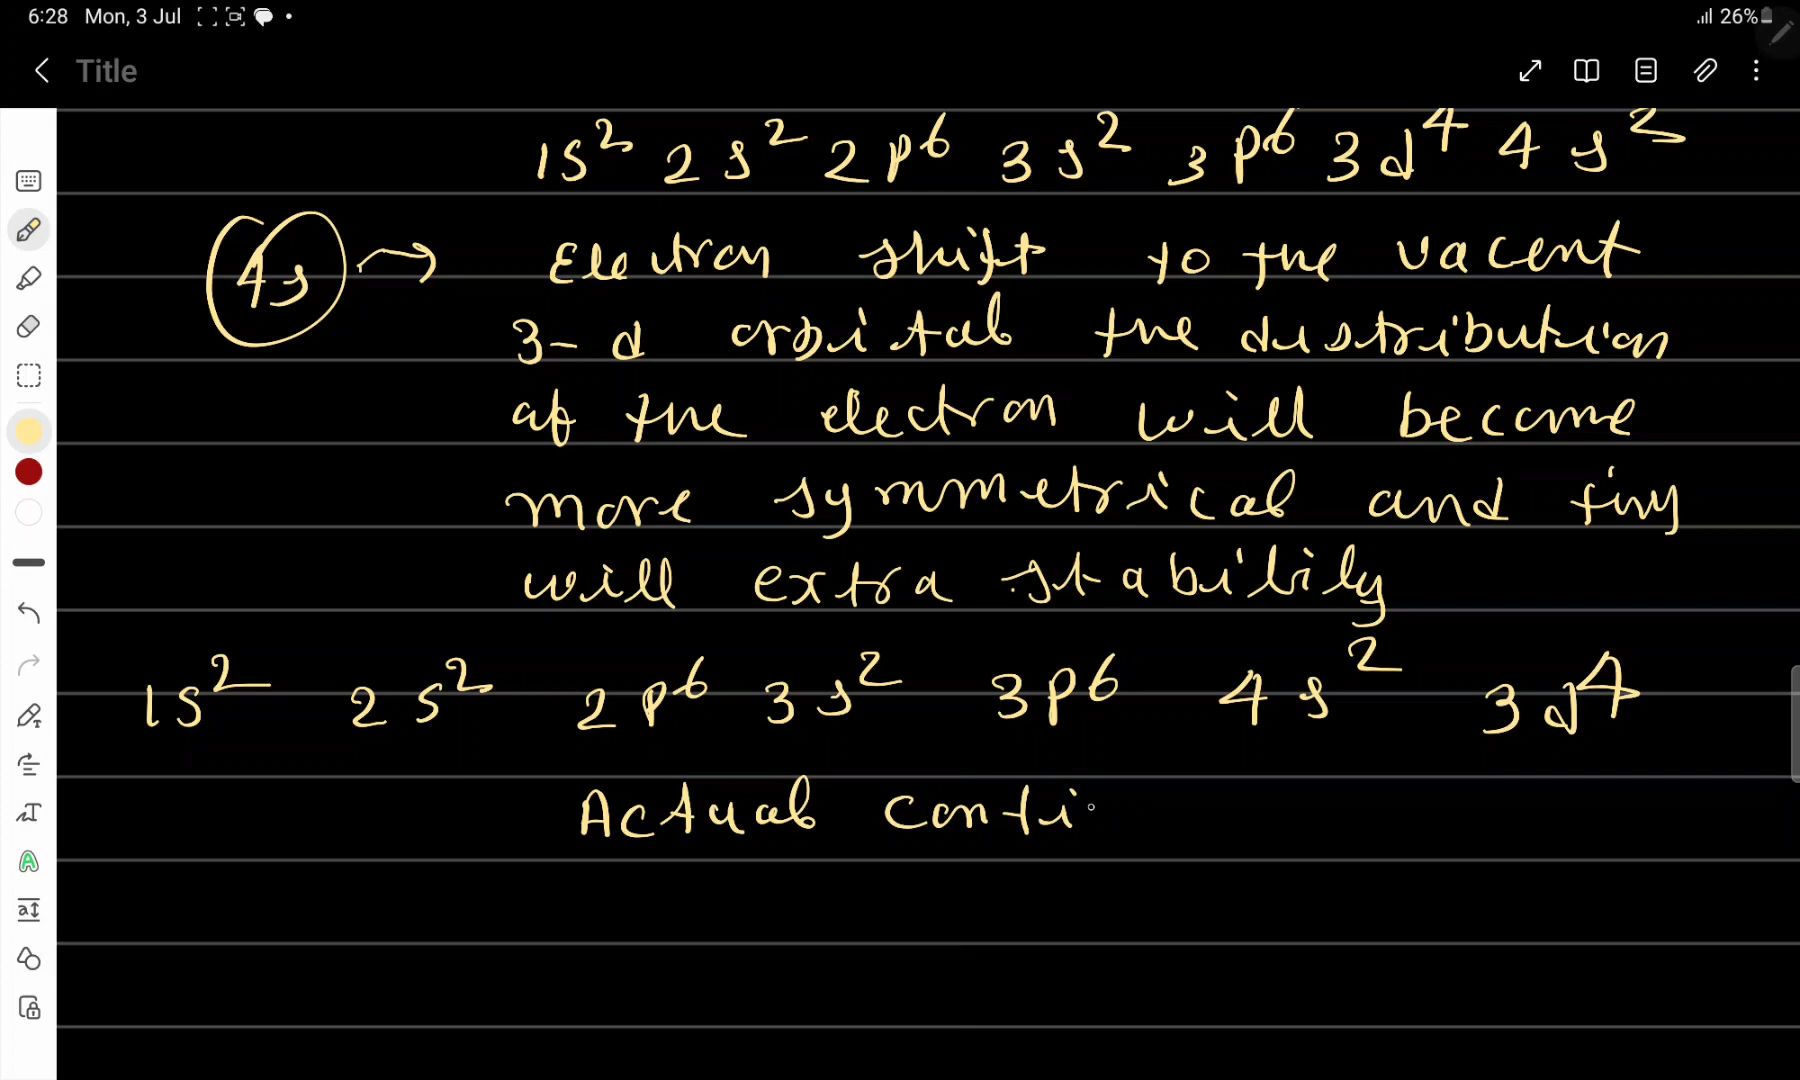 6:28 Mon, 3 Jul 26%
Title
1s² 2s² 2p⁶ 3s² 3p⁶ 3d⁴ 4s²
4s → Electron shift to the vacent
3-d orbital the distribution
of the electron will become
more symmetrical and tiny
will extra stability
1s² 2s² 2p⁶ 3s² 3p⁶ 4s² 3d⁴
Actual confi